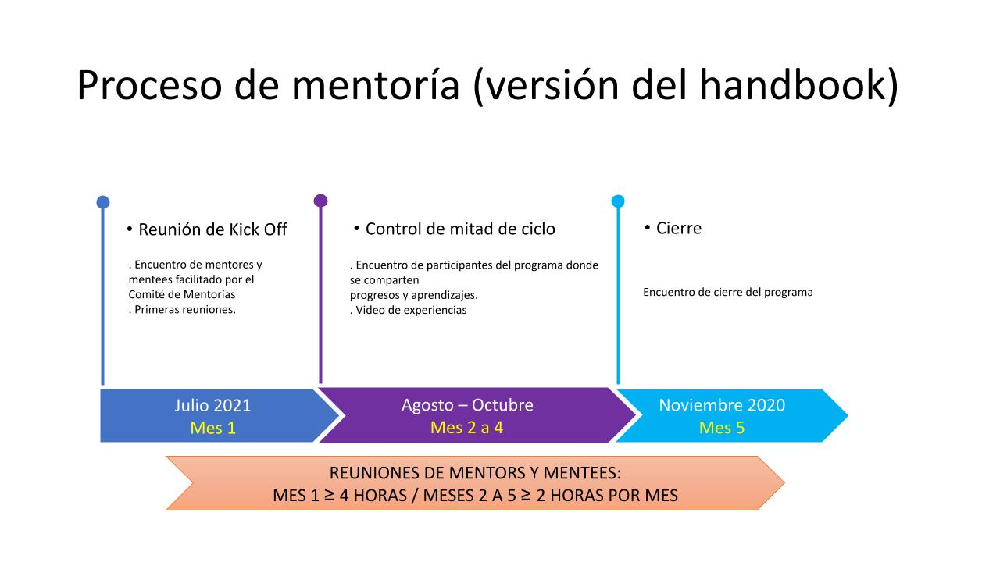 Proceso de mentoría (versión del handbook)
• Reunión de Kick Off
. Encuentro de mentores y
mentees facilitado por el
Comité de Mentorías
. Primeras reuniones.
• Control de mitad de ciclo
. Encuentro de participantes del programa donde
se comparten
progresos y aprendizajes.
. Video de experiencias
• Cierre
Encuentro de cierre del programa
Julio 2021
Mes 1
Agosto – Octubre
Mes 2 a 4
Noviembre 2020
Mes 5
REUNIONES DE MENTORS Y MENTEES:
MES 1 ≥ 4 HORAS / MESES 2 A 5 ≥ 2 HORAS POR MES